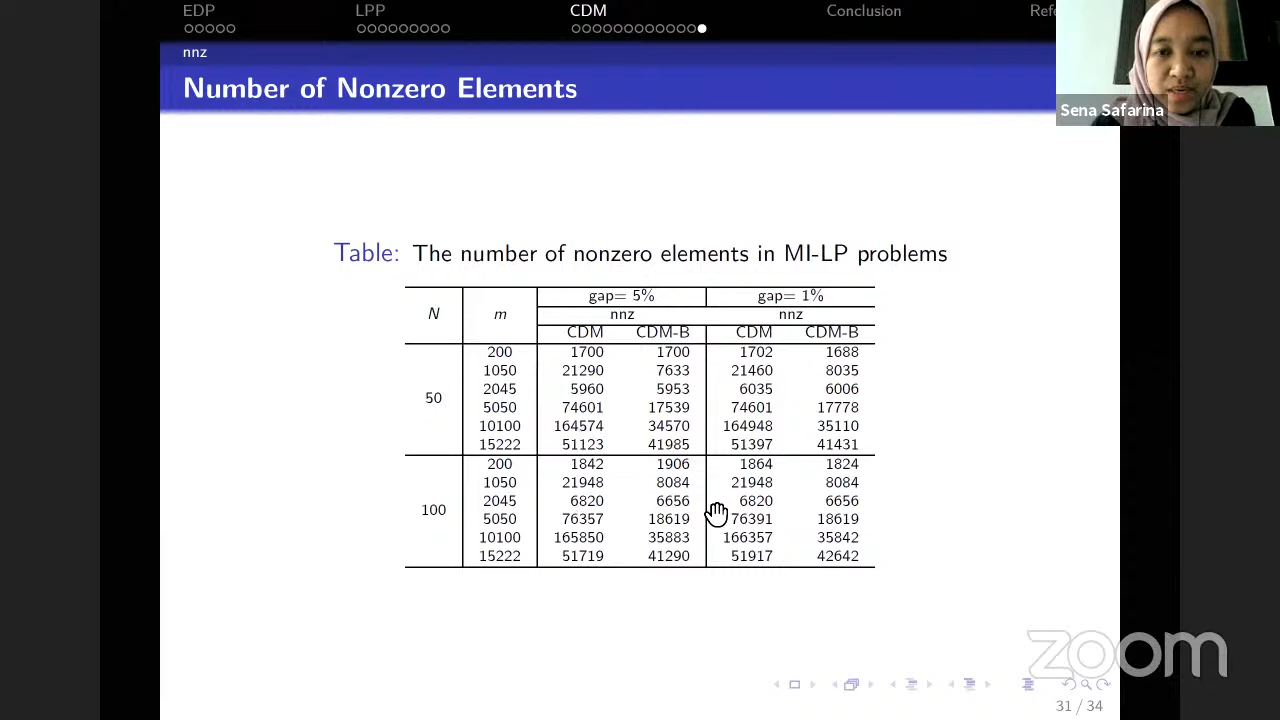 EDP LPP CDM Conclusion
nnz
Number of Nonzero Elements
Sena Safarina
Table: The number of nonzero elements in MI-LP problems
N m gap= 5% gap= 1%
nnz nnz
CDM CDM-B CDM CDM-B
50
200 1700 1700 1702 1688
1050 21290 7633 21460 8035
2045 5960 5953 6035 6006
5050 74601 17539 74601 17778
10100 164574 34570 164948 35110
15222 51123 41985 51397 41431
100
200 1842 1906 1864 1824
1050 21948 8084 21948 8084
2045 6820 6656 6820 6656
5050 76357 18619 76391 18619
10100 165850 35883 166357 35842
15222 51719 41290 51917 42642
zoom
31 / 34